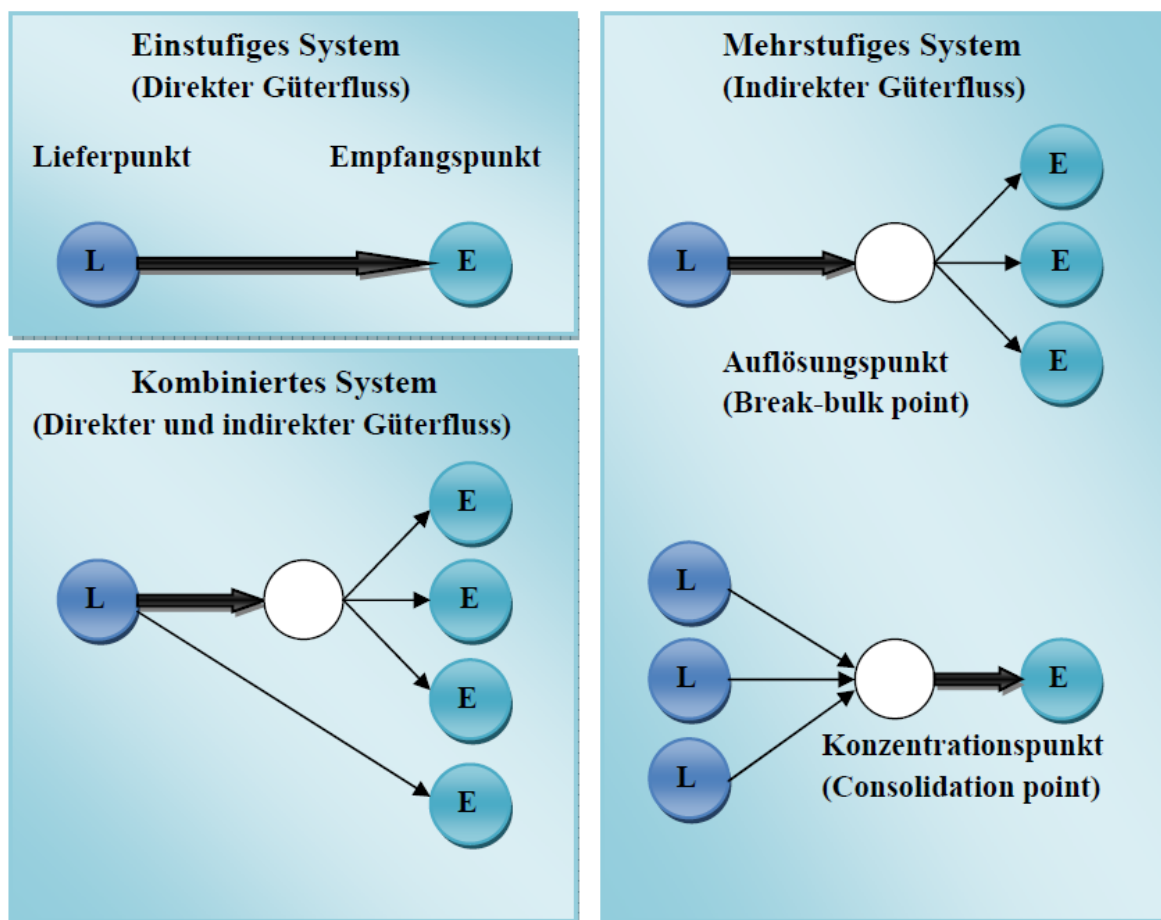 Einstufiges System
(Direkter Güterfluss)
Lieferpunkt Empfangspunkt
L E
Kombiniertes System
(Direkter und indirekter Güterfluss)
E
L E
E
E
Mehrstufiges System
(Indirekter Güterfluss)
E
L E
E
Auflösungspunkt
(Break-bulk point)
L
L E
L
Konzentrationspunkt
(Consolidation point)